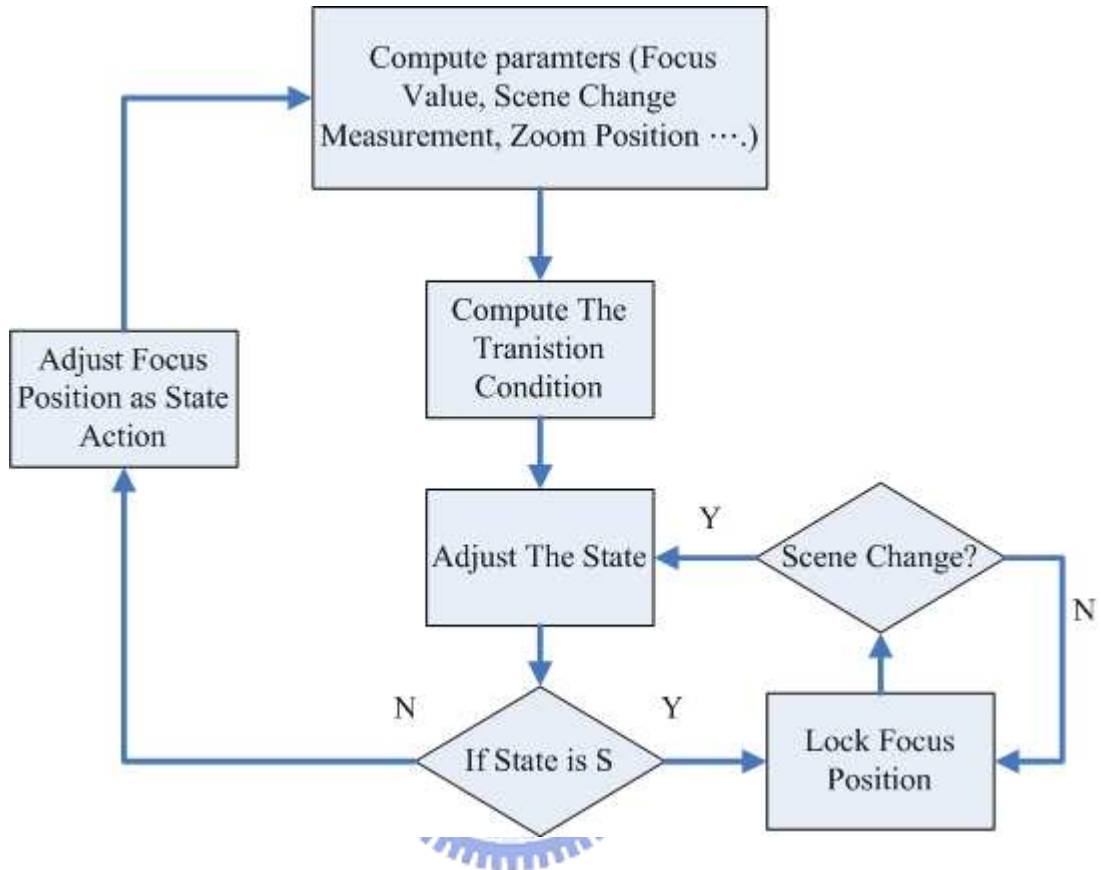 Compute paramters (Focus
Value, Scene Change
Measurement, Zoom Position ….)
Compute The
Tranistion
Condition
Adjust Focus
Position as State
Action
Adjust The State
Y
Scene Change?
N
N
If State is S
Y
Lock Focus
Position